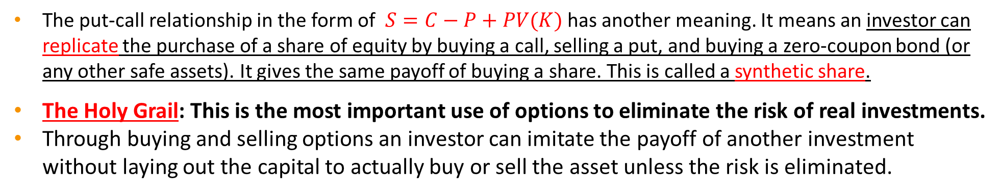 • The put-call relationship in the form of S = C − P + PV(K) has another meaning. It means an investor can
replicate the purchase of a share of equity by buying a call, selling a put, and buying a zero-coupon bond (or
any other safe assets). It gives the same payoff of buying a share. This is called a synthetic share.
• The Holy Grail: This is the most important use of options to eliminate the risk of real investments.
• Through buying and selling options an investor can imitate the payoff of another investment
without laying out the capital to actually buy or sell the asset unless the risk is eliminated.